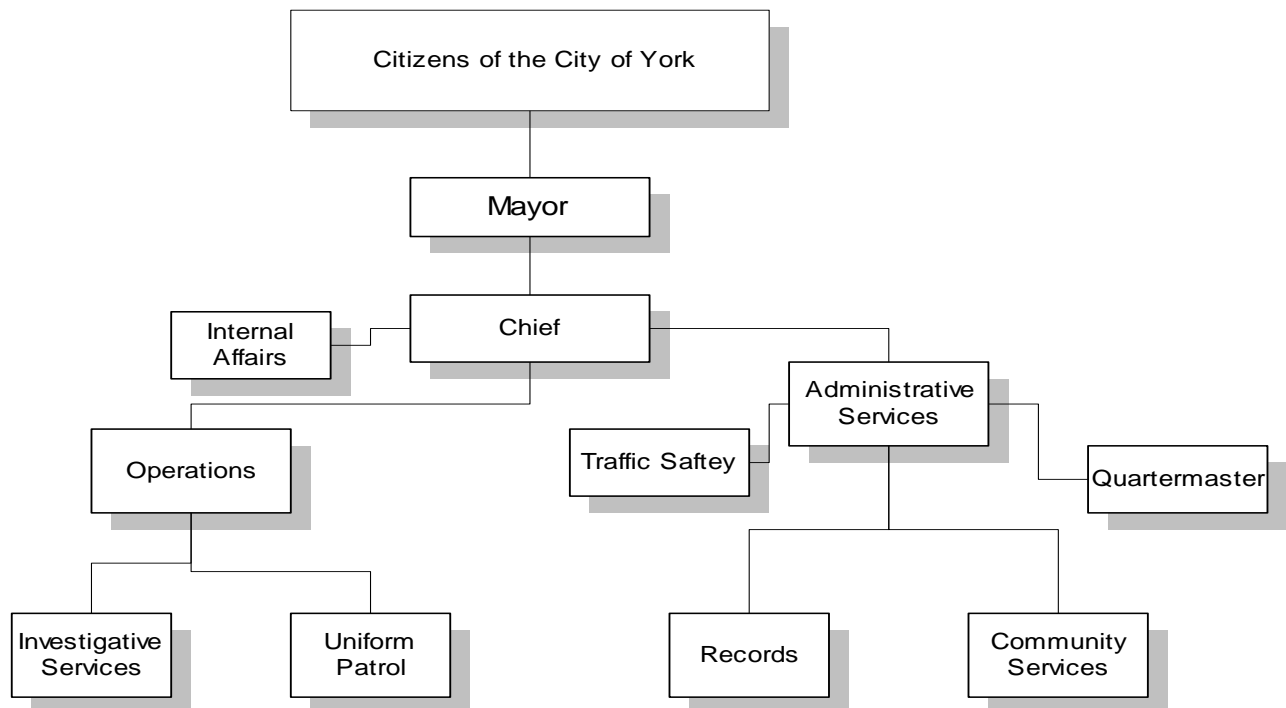 Citizens of the City of York
Mayor
Chief
Internal
Affairs
Administrative
Services
Operations
Traffic Saftey
Quartermaster
Investigative
Services
Uniform
Patrol
Records
Community
Services